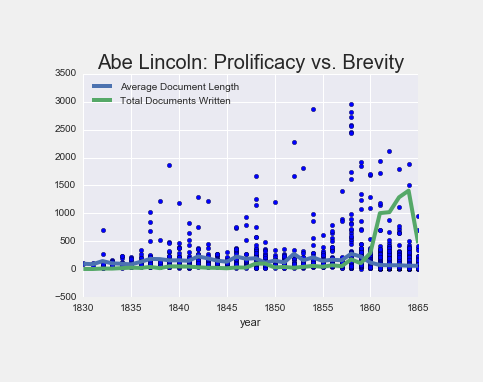 Abe Lincoln: Prolificacy vs. Brevity
3500
Average Document Length
Total Documents Written
3000
2500
2000
1500
1000
500
0
−500
1830 1835 1840 1845 1850 1855 1860 1865
year